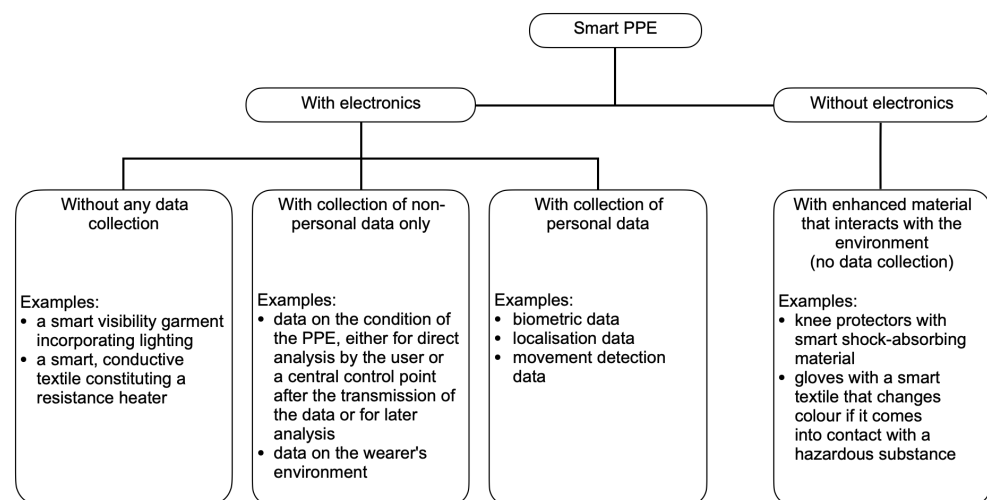 Smart PPE
With electronics
Without electronics
Without any data
collection
Examples:
• a smart visibility garment
incorporating lighting
• a smart, conductive
textile constituting a
resistance heater
With collection of non-
personal data only
Examples:
• data on the condition of
the PPE, either for direct
analysis by the user or
a central control point
after the transmission of
the data or for later
analysis
• data on the wearer's
environment
With collection of
personal data
Examples:
• biometric data
• localisation data
• movement detection
data
With enhanced material
that interacts with the
environment
(no data collection)
Examples:
• knee protectors with
smart shock-absorbing
material
• gloves with a smart
textile that changes
colour if it comes
into contact with a
hazardous substance